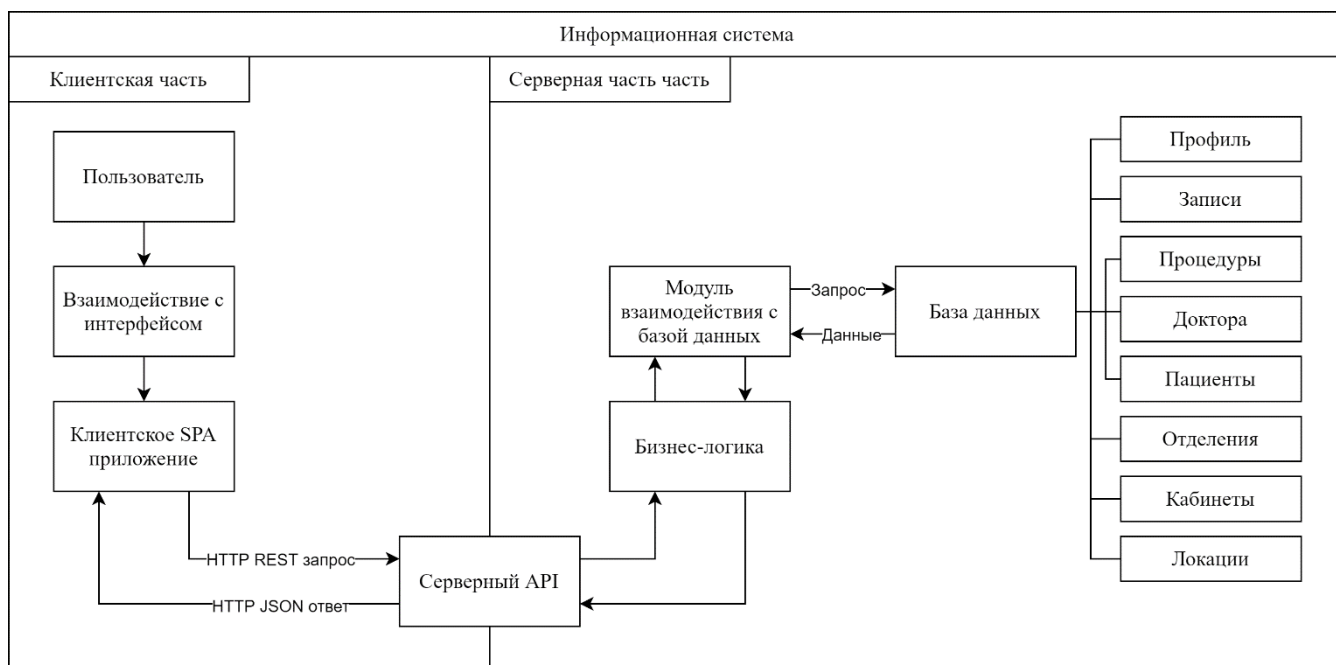 Информационная система
Клиентская часть
Серверная часть часть
Пользователь
Взаимодействие с
интерфейсом
Клиентское SPA
приложение
HTTP REST запрос
HTTP JSON ответ
Серверный API
Модуль
взаимодействия с
базой данных
Бизнес-логика
Запрос
Данные
База данных
Профиль
Записи
Процедуры
Доктора
Пациенты
Отделения
Кабинеты
Локации